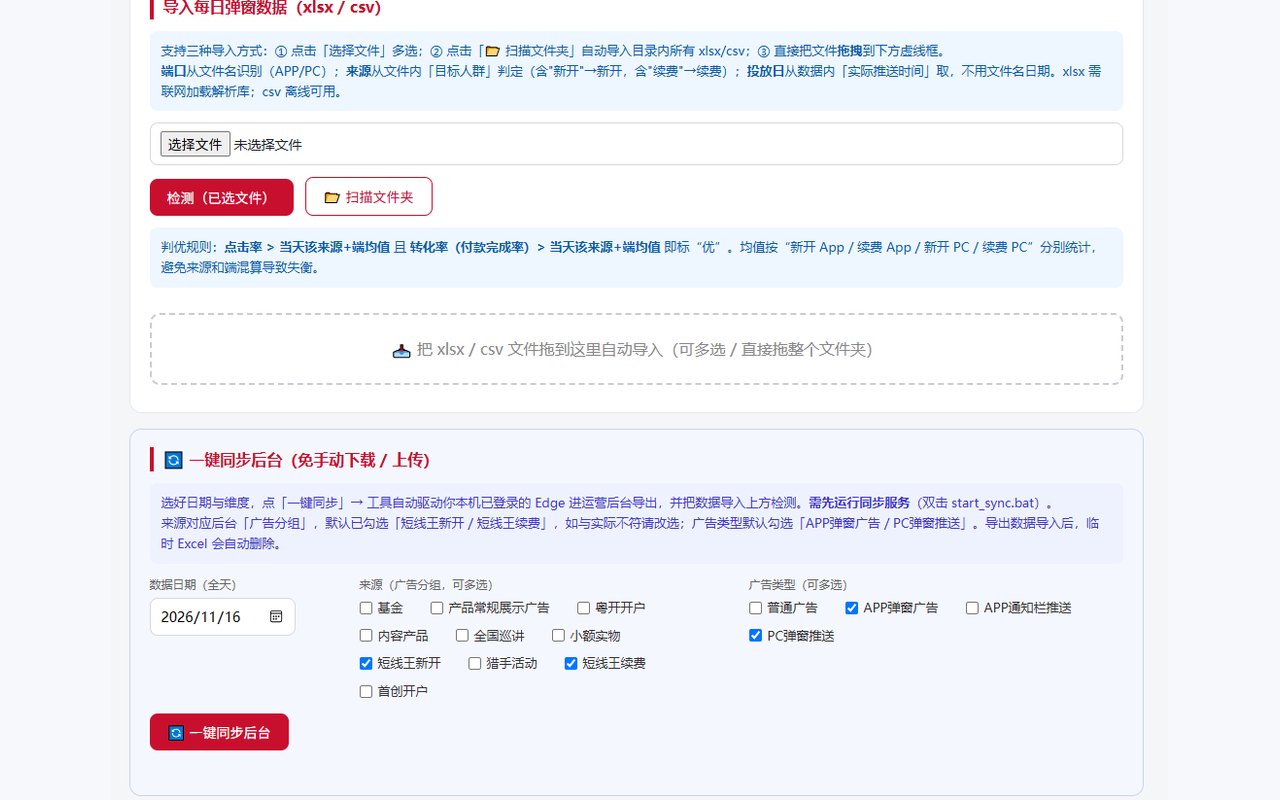 导入每日弹窗数据（xlsx / csv）
支持三种导入方式：① 点击「选择文件」多选；② 点击「📂 扫描文件夹」自动导入目录内所有 xlsx/csv；③ 直接把文件拖拽到下方虚线框。
端口从文件名识别（APP/PC）；来源从文件内「目标人群」判定（含"新开"→新开，含"续费"→续费）；投放日从数据内「实际推送时间」取，不用文件名日期。xlsx 需
联网加载解析库；csv 离线可用。
选择文件 未选择文件
检测（已选文件） 📂 扫描文件夹
判优规则：点击率 > 当天该来源+端均值 且 转化率（付款完成率）> 当天该来源+端均值 即标“优”。均值按“新开 App / 续费 App / 新开 PC / 续费 PC”分别统计，
避免来源和端混算导致失衡。
📥 把 xlsx / csv 文件拖到这里自动导入（可多选 / 直接拖整个文件夹）
🔄 一键同步后台（免手动下载 / 上传）
选好日期与维度，点「一键同步」→ 工具自动驱动你本机已登录的 Edge 进运营后台导出，并把数据导入上方检测。需先运行同步服务（双击 start_sync.bat）。
来源对应后台「广告分组」，默认已勾选「短线王新开 / 短线王续费」，如与实际不符请改选；广告类型默认勾选「APP弹窗广告 / PC弹窗推送」。导出数据导入后，临
时 Excel 会自动删除。
数据日期（全天） 来源（广告分组，可多选） 广告类型（可多选）
2026/11/16 基金 产品常规展示广告 粤开开户 普通广告 APP弹窗广告 APP通知栏推送
内容产品 全国巡讲 小额实物 PC弹窗推送
短线王新开 猎手活动 短线王续费
首创开户
🔄 一键同步后台